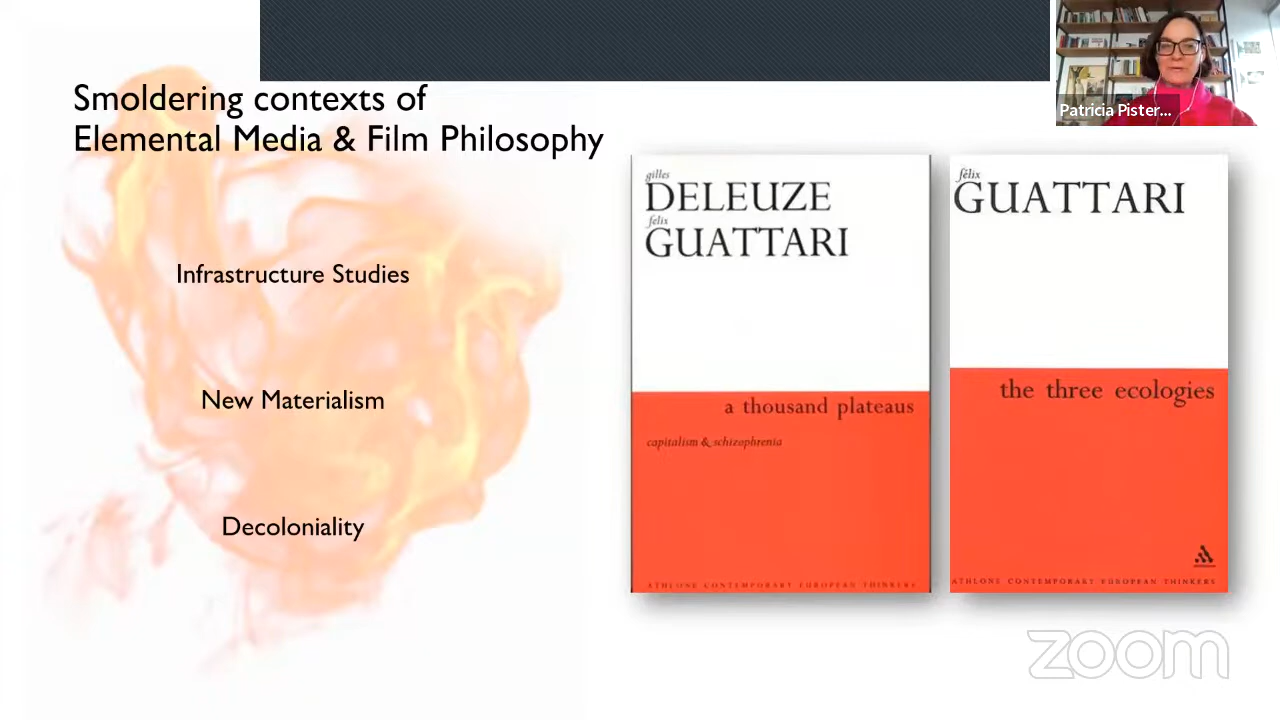 Smoldering contexts of
Elemental Media & Film Philosophy
Infrastructure Studies
New Materialism
Decoloniality
gilles
DELEUZE
felix
GUATTARI
a thousand plateaus
capitalism & schizophrenia
ATHLONE CONTEMPORARY EUROPEAN THINKERS
félix
GUATTARI
the three ecologies
ATHLONE CONTEMPORARY EUROPEAN THINKERS
Patricia Pister...
zoom